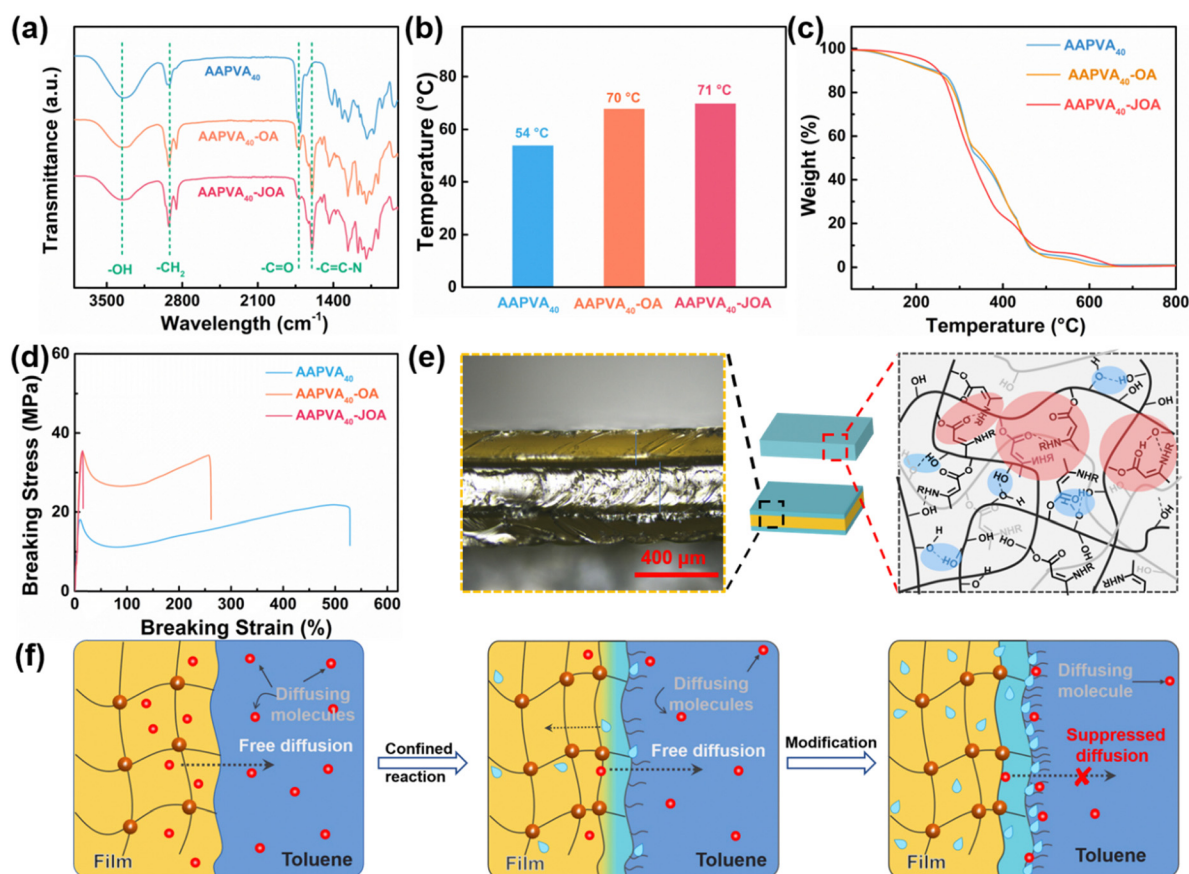 (a)
AAPVA₄₀
AAPVA₄₀-OA
AAPVA₄₀-JOA
-OH
-CH₂
-C=O
-C=C-N
Transmittance (a.u.)
3500
2800
2100
1400
Wavelength (cm⁻¹)
(b)
80
60
40
20
0
Temperature (°C)
54 °C
70 °C
71 °C
AAPVA₄₀
AAPVA₄₀-OA
AAPVA₄₀-JOA
(c)
100
80
60
40
20
0
Weight (%)
AAPVA₄₀
AAPVA₄₀-OA
AAPVA₄₀-JOA
200
400
600
800
Temperature (°C)
(d)
60
40
20
0
Breaking Stress (MPa)
AAPVA₄₀
AAPVA₄₀-OA
AAPVA₄₀-JOA
0
100
200
300
400
500
600
Breaking Strain (%)
(e)
400 μm
OH
NHR
RHN
HO
H
O
(f)
Diffusing
molecules
Free diffusion
Film
Toluene
Confined
reaction
Diffusing
molecules
Free diffusion
Film
Toluene
Modification
Diffusing
molecule
Suppressed
diffusion
Film
Toluene